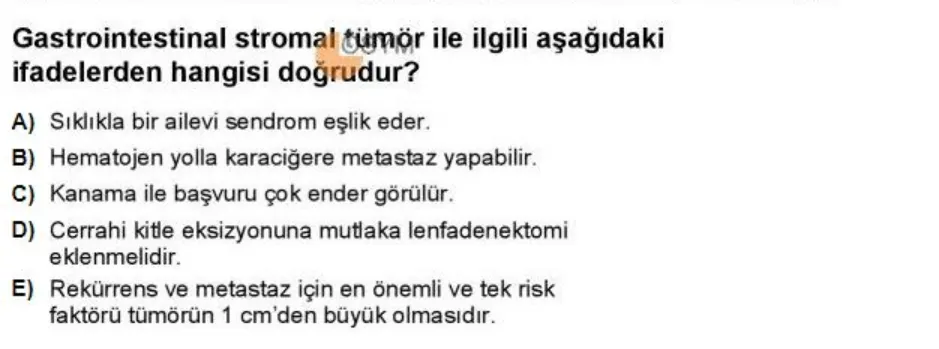 Gastrointestinal stromal tümör ile ilgili aşağıdaki
ifadelerden hangisi doğrudur?
A) Sıklıkla bir ailevi sendrom eşlik eder.
B) Hematojen yolla karaciğere metastaz yapabilir.
C) Kanama ile başvuru çok ender görülür.
D) Cerrahi kitle eksizyonuna mutlaka lenfadenektomi
eklenmelidir.
E) Rekürrens ve metastaz için en önemli ve tek risk
faktörü tümörün 1 cm'den büyük olmasıdır.